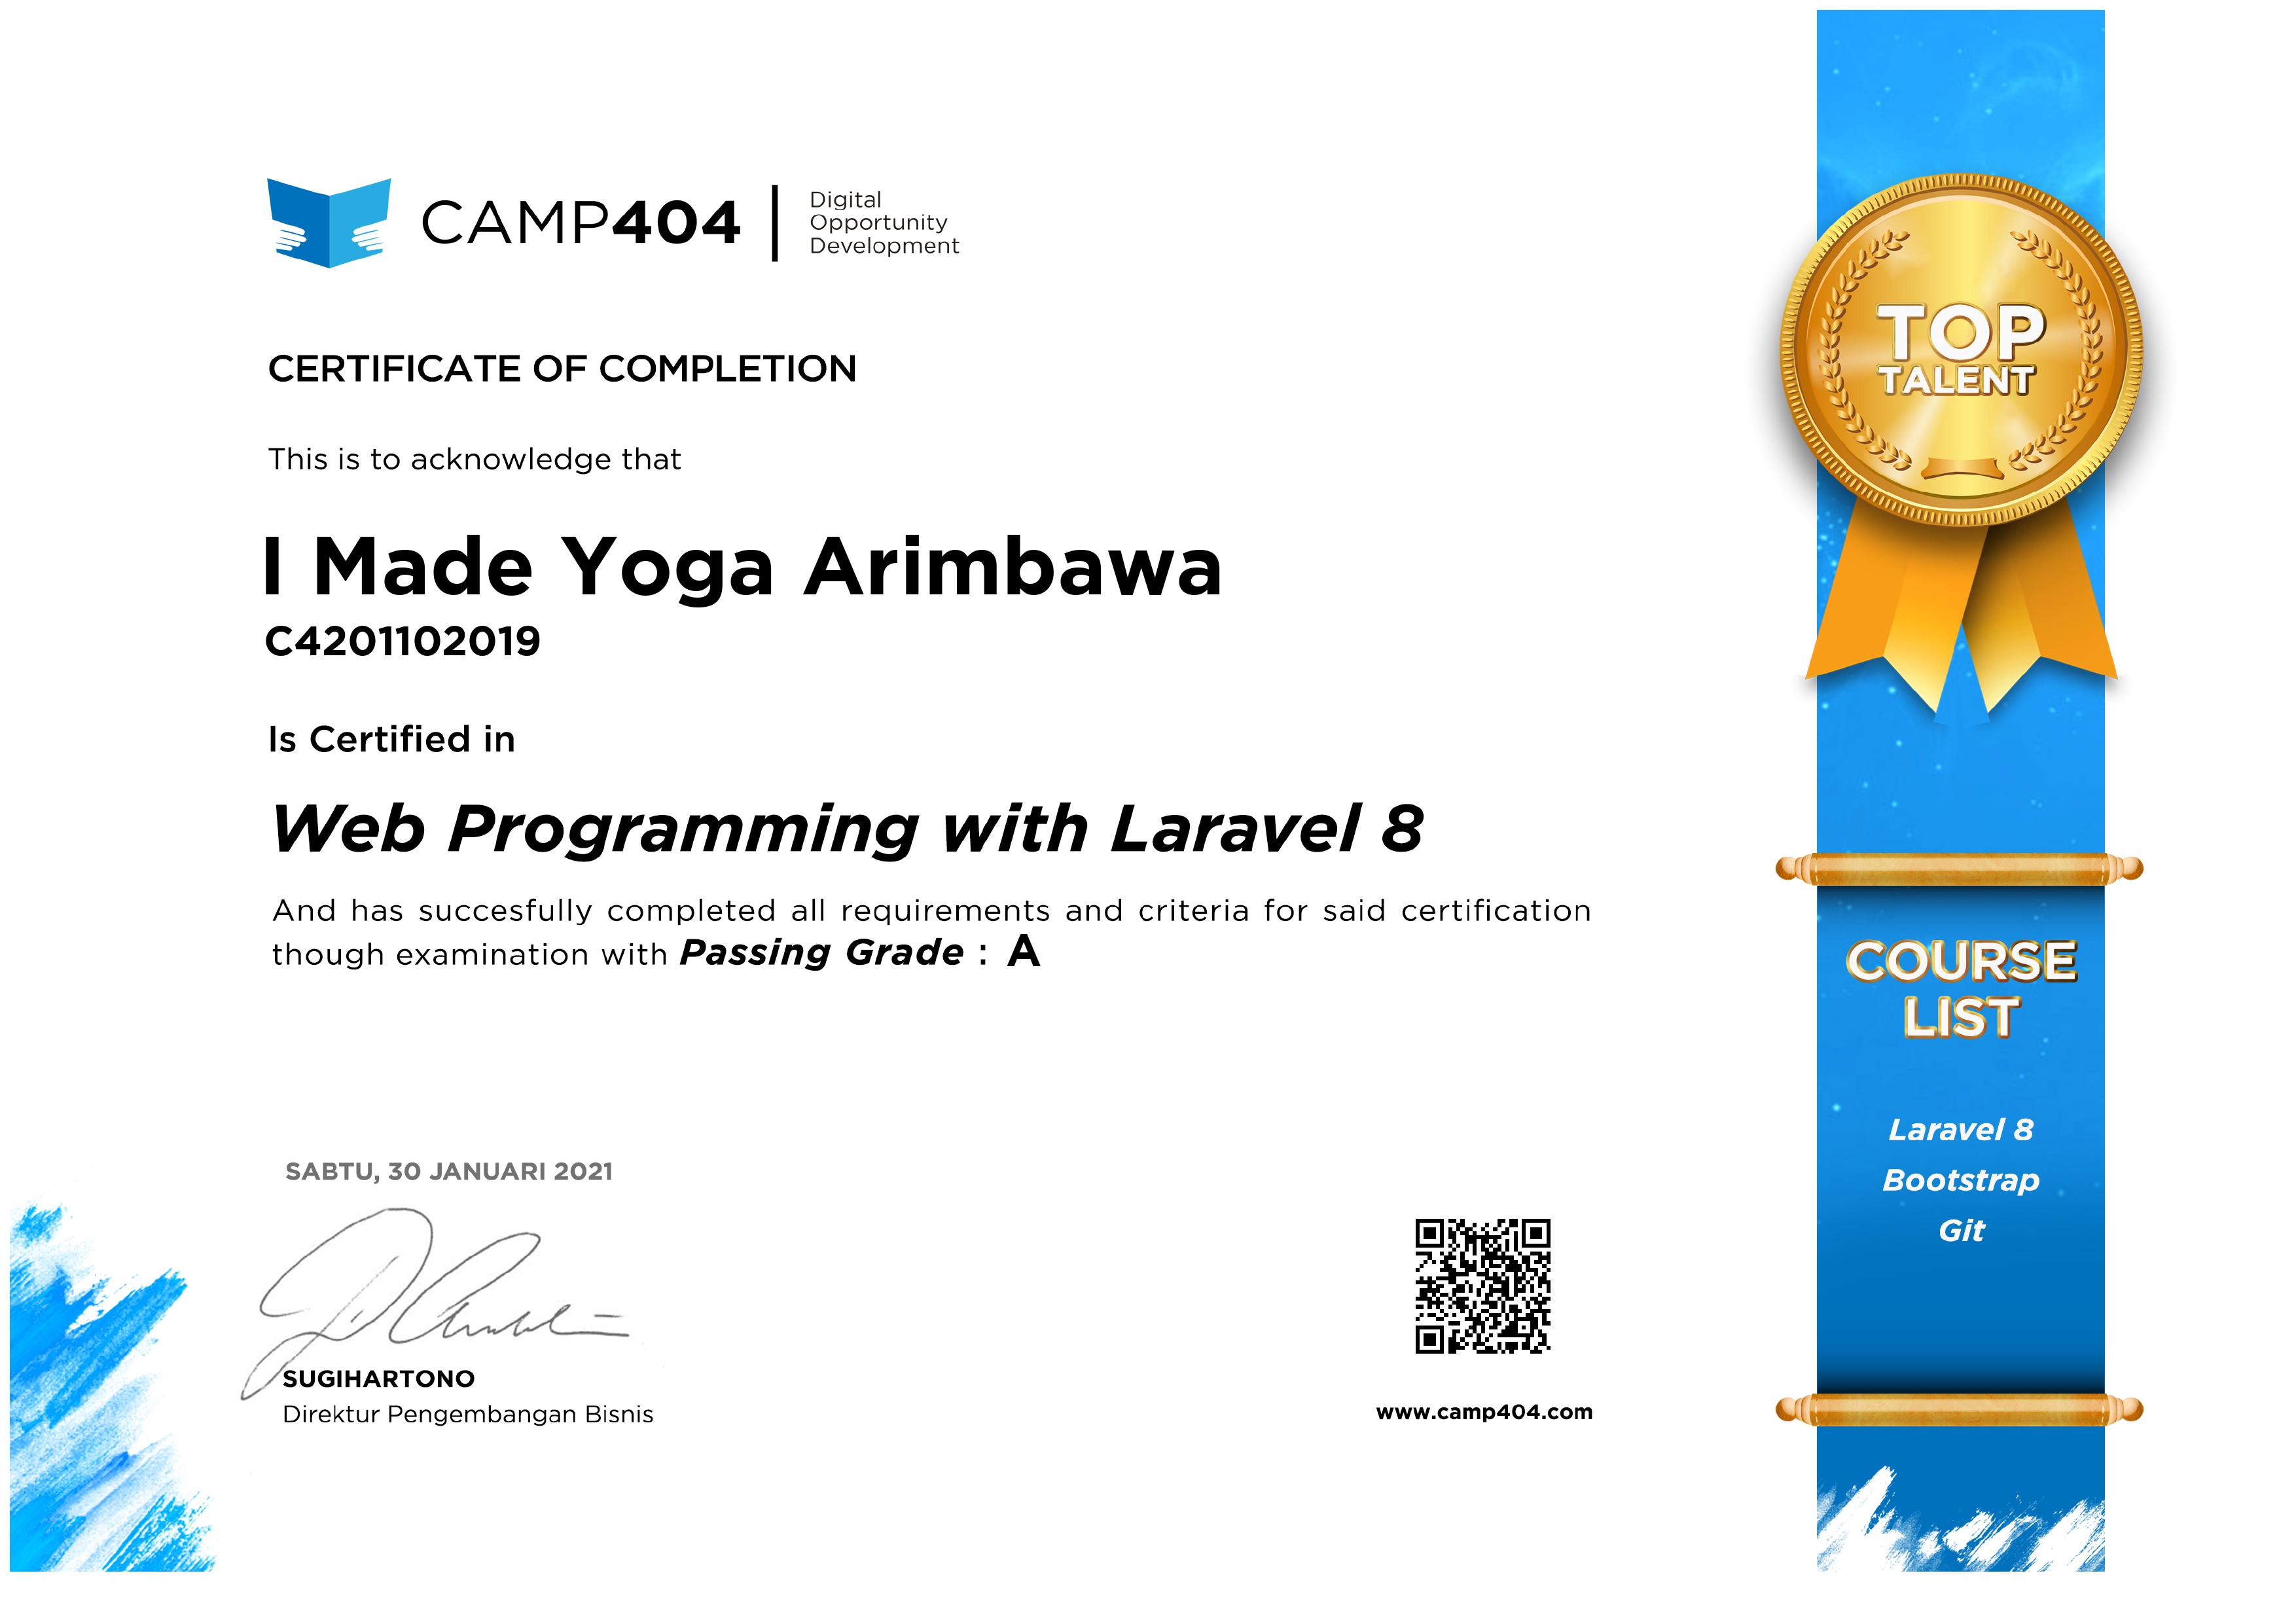 CAMP404
Digital
Opportunity
Development
CERTIFICATE OF COMPLETION
This is to acknowledge that
I Made Yoga Arimbawa
C4201102019
Is Certified in
Web Programming with Laravel 8
And has succesfully completed all requirements and criteria for said certification
though examination with Passing Grade : A
SABTU, 30 JANUARI 2021
SUGIHARTONO
Direktur Pengembangan Bisnis
www.camp404.com
TOP
TALENT
COURSE
LIST
Laravel 8
Bootstrap
Git